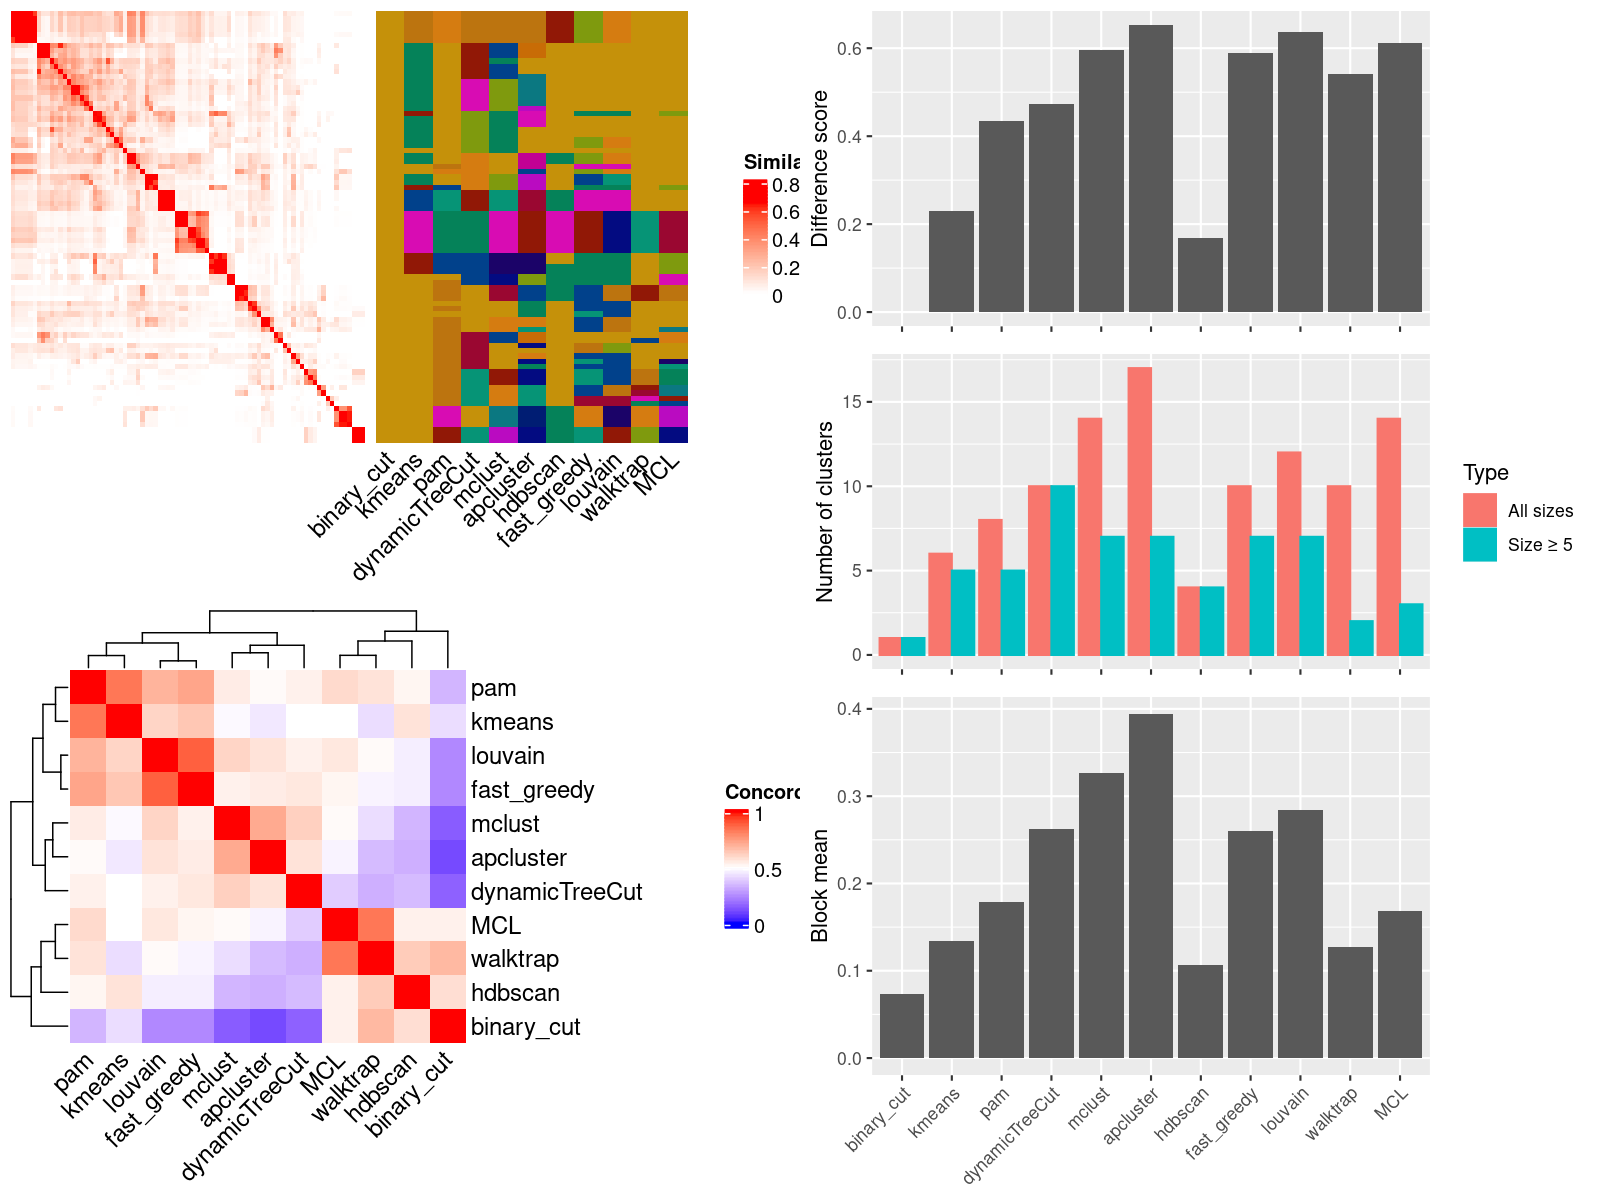 Simila
0.8
0.6
0.4
0.2
0
binary_cut
kmeans
pam
dynamicTreeCut
mclust
apcluster
hdbscan
fast_greedy
louvain
walktrap
MCL
pam
kmeans
louvain
fast_greedy
mclust
apcluster
dynamicTreeCut
MCL
walktrap
hdbscan
binary_cut
pam
kmeans
louvain
fast_greedy
mclust
apcluster
dynamicTreeCut
MCL
walktrap
hdbscan
binary_cut
Concord
1
0.5
0
Difference score
0.6
0.4
0.2
0.0
Number of clusters
15
10
5
0
Type
All sizes
Size ≥ 5
Block mean
0.4
0.3
0.2
0.1
0.0
binary_cut
kmeans
pam
dynamicTreeCut
mclust
apcluster
hdbscan
fast_greedy
louvain
walktrap
MCL